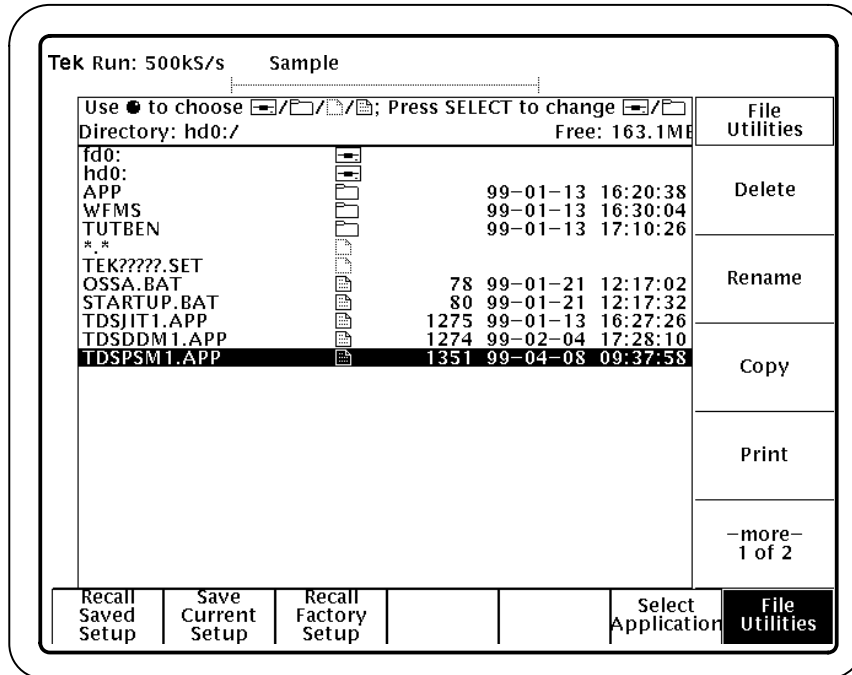 Tek Run: 500kS/s Sample
Use to choose / / / ; Press SELECT to change /
Directory: hd0:/ Free: 163.1ME
fd0:
hd0:
APP 99-01-13 16:20:38
WFMS 99-01-13 16:30:04
TUTBEN 99-01-13 17:10:26
*.*
TEK?????.SET
OSSA.BAT 78 99-01-21 12:17:02
STARTUP.BAT 80 99-01-21 12:17:32
TDSJIT1.APP 1275 99-01-13 16:27:26
TDSDDM1.APP 1274 99-02-04 17:28:10
TDSPSM1.APP 1351 99-04-08 09:37:58
File
Utilities
Delete
Rename
Copy
Print
-more-
1 of 2
Recall
Saved
Setup
Save
Current
Setup
Recall
Factory
Setup
Select
Application
File
Utilities